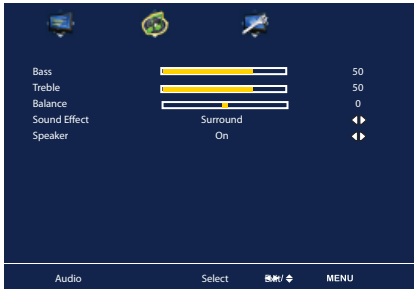 Bass 50
Treble 50
Balance 0
Sound Effect Surround
Speaker On
Audio Select / MENU